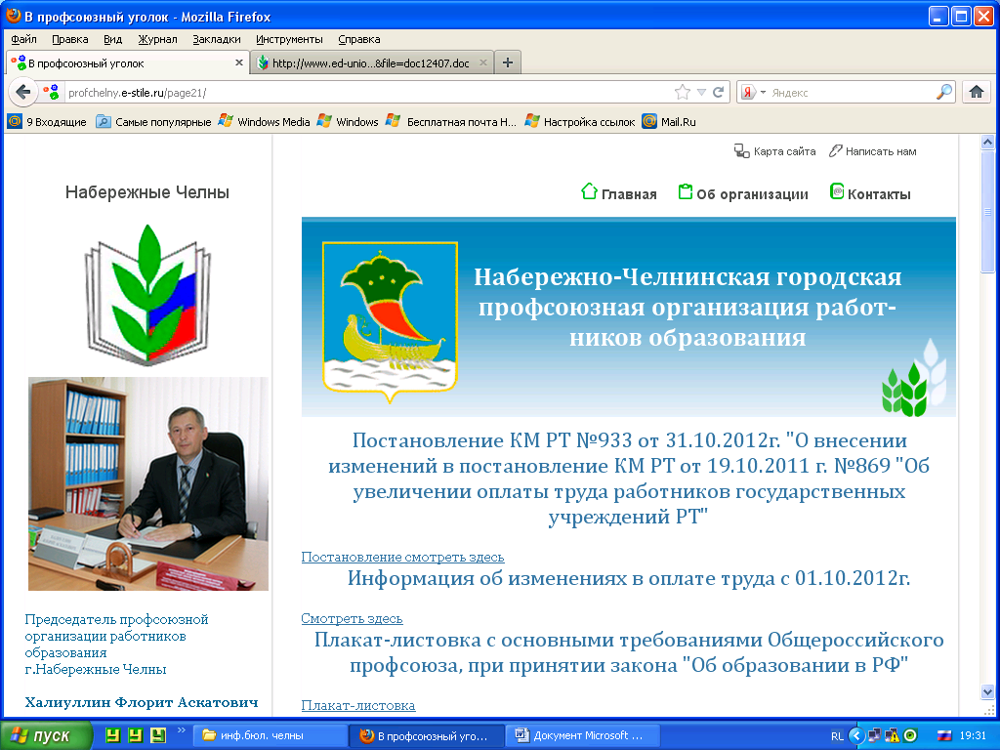 В профсоюзный уголок - Mozilla Firefox
Файл Правка Вид Журнал Закладки Инструменты Справка
В профсоюзный уголок
http://www.ed-unio...&file=doc12407.doc
profchelny.e-stile.ru/page21/
Яндекс
9 Входящие Самые популярные Windows Media Windows Бесплатная почта Н... Настройка ссылок Mail.Ru
Карта сайта Написать нам
Набережные Челны
Главная Об организации Контакты
Набережно-Челнинская городская
профсоюзная организация работ-
ников образования
Постановление КМ РТ №933 от 31.10.2012г. "О внесении
изменений в постановление КМ РТ от 19.10.2011 г. №869 "Об
увеличении оплаты труда работников государственных
учреждений РТ"
Постановление смотреть здесь
Информация об изменениях в оплате труда с 01.10.2012г.
Смотреть здесь
Плакат-листовка с основными требованиями Общероссийского
профсоюза, при принятии закона "Об образовании в РФ"
Плакат-листовка
Председатель профсоюзной
организации работников
образования
г.Набережные Челны
Халиуллин Флорит Аскатович
пуск
инф.бюл. челны
В профсоюзный уго...
Документ Microsoft ...
RL
19:31